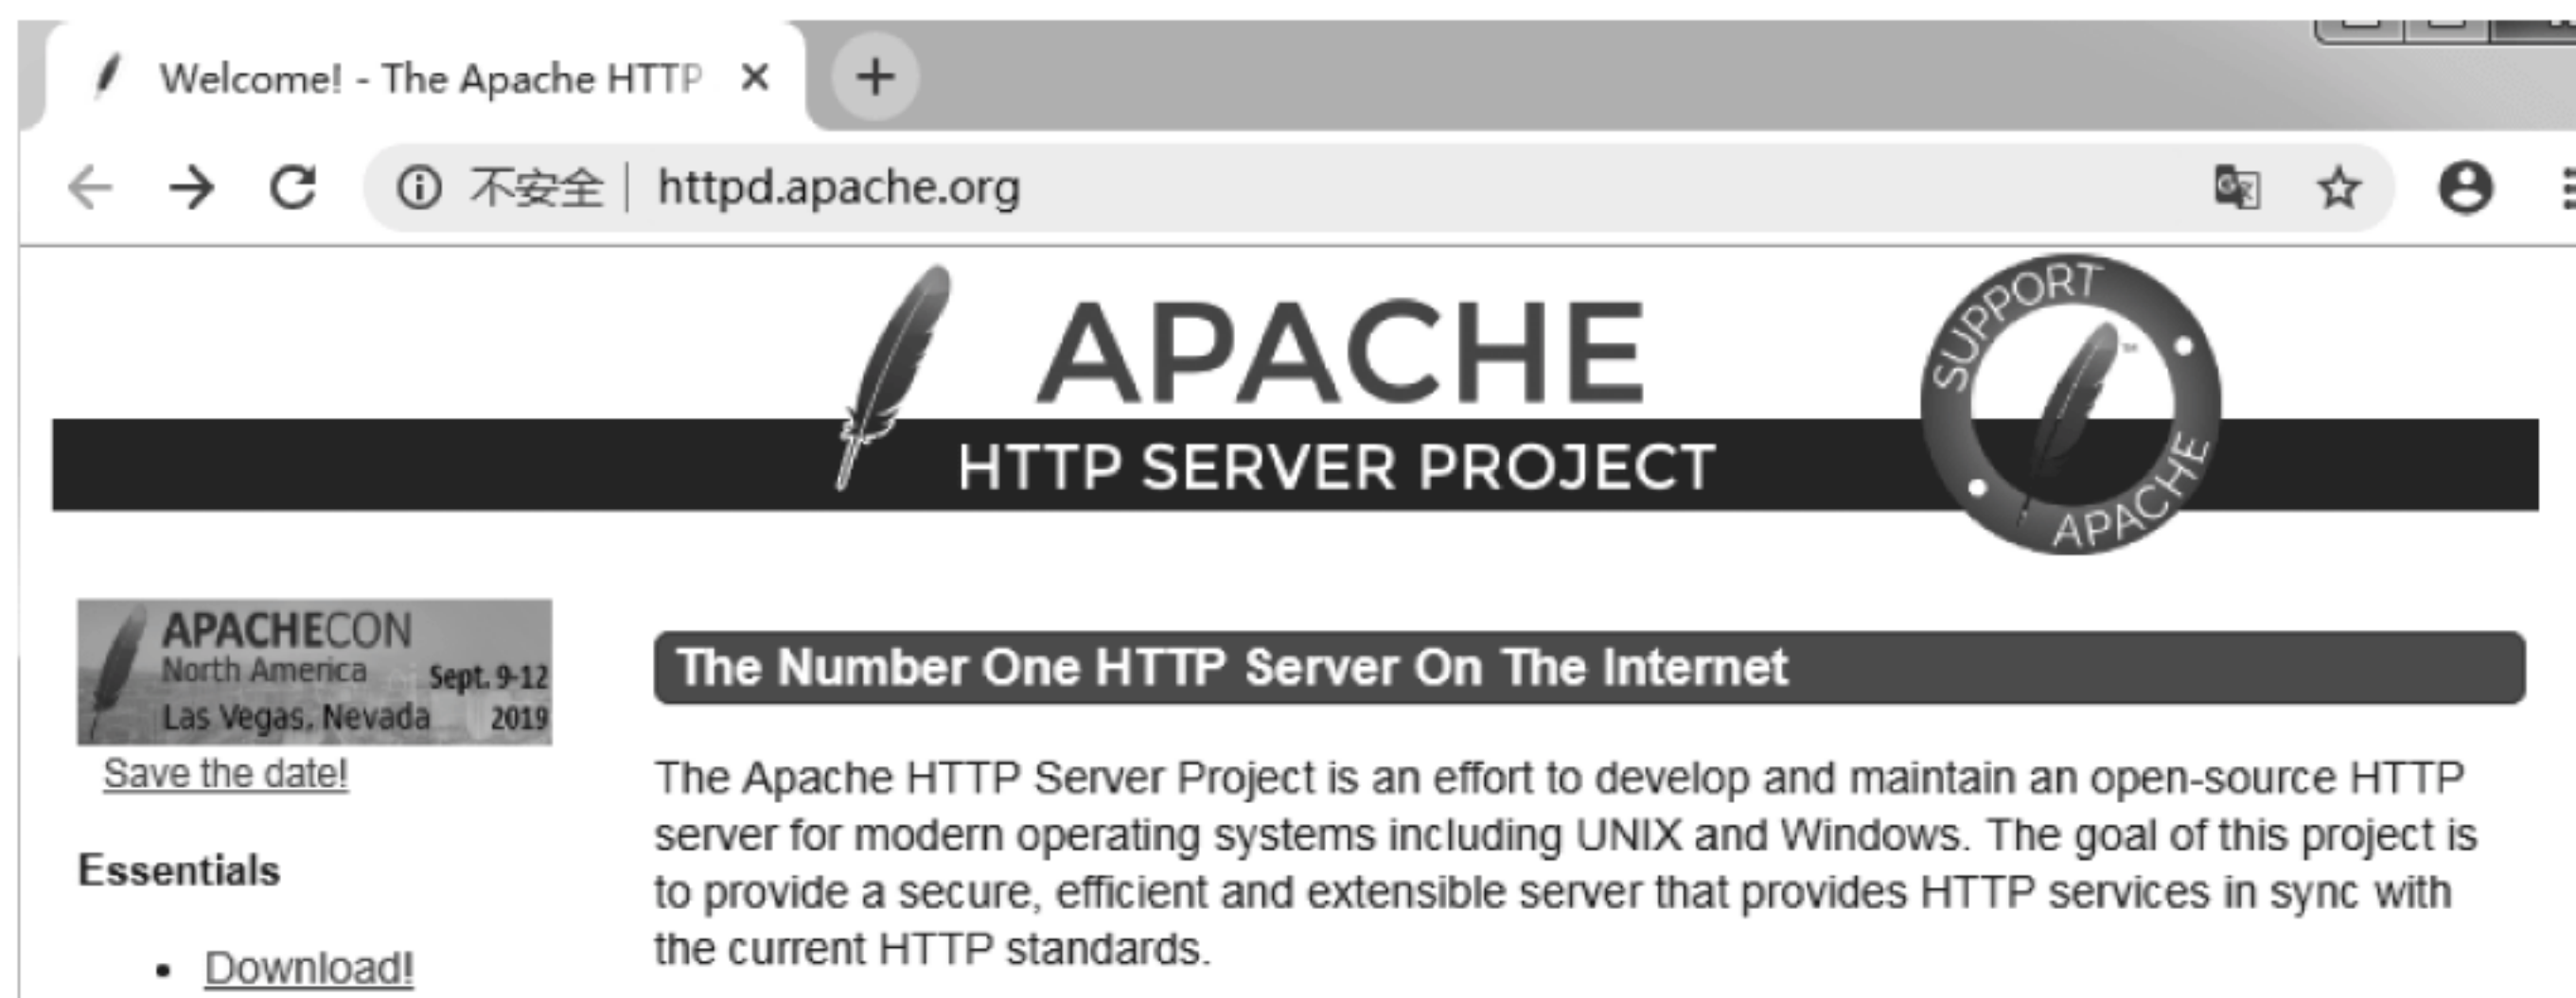 Welcome! - The Apache HTTP
不安全 httpd.apache.org
SUPPORT
APACHE
APACHE
HTTP SERVER PROJECT
APACHECON
North America
Sept. 9-12
Las Vegas, Nevada 2019
Save the date!
Essentials
Download!
The Number One HTTP Server On The Internet
The Apache HTTP Server Project is an effort to develop and maintain an open-source HTTP
server for modern operating systems including UNIX and Windows. The goal of this project is
to provide a secure, efficient and extensible server that provides HTTP services in sync with
the current HTTP standards.